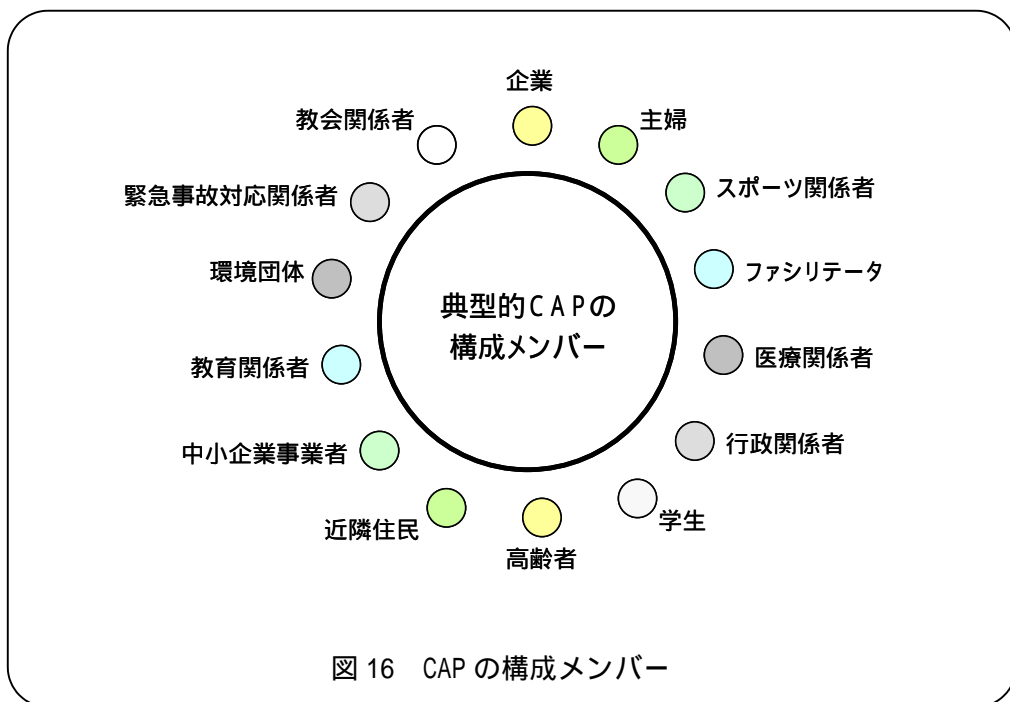 企業
主婦
教会関係者
スポーツ関係者
緊急事故対応関係者
ファシリテータ
環境団体
典型的CAPの
構成メンバー
医療関係者
教育関係者
行政関係者
中小企業事業者
学生
近隣住民
高齢者
図 16 CAP の構成メンバー